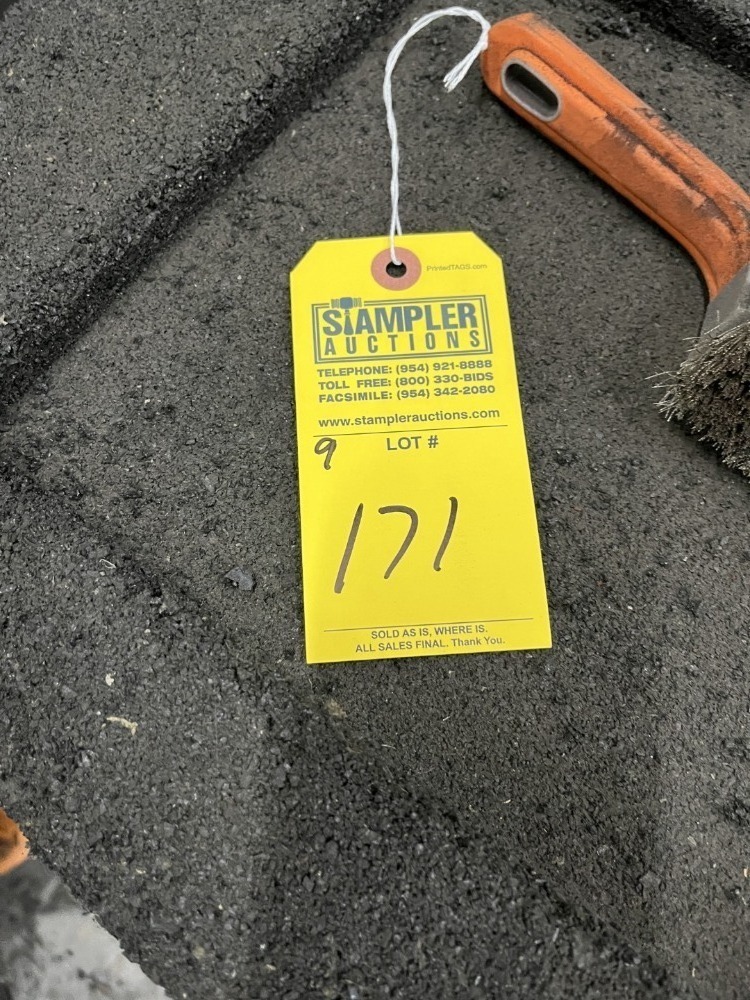 PrintedTAGS.com
STAMPLER
AUCTIONS
TELEPHONE: (954) 921-8888
TOLL FREE: (800) 330-BIDS
FACSIMILE: (954) 342-2080
www.stamplerauctions.com
9 LOT #
171
SOLD AS IS, WHERE IS.
ALL SALES FINAL. Thank You.